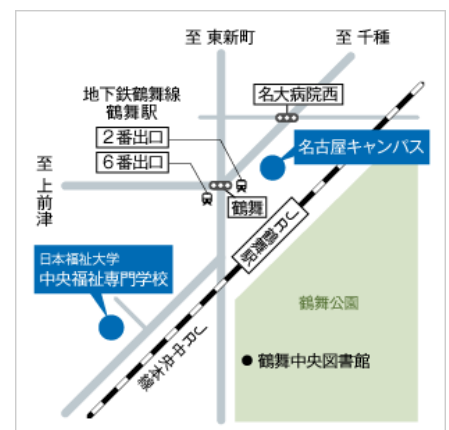 至 東新町
至 千種
地下鉄鶴舞線
鶴舞駅
名大病院西
2番出口
6番出口
名古屋キャンパス
至 上前津
鶴舞
JR鶴舞駅
日本福祉大学
中央福祉専門学校
鶴舞公園
JR中央本線
鶴舞中央図書館